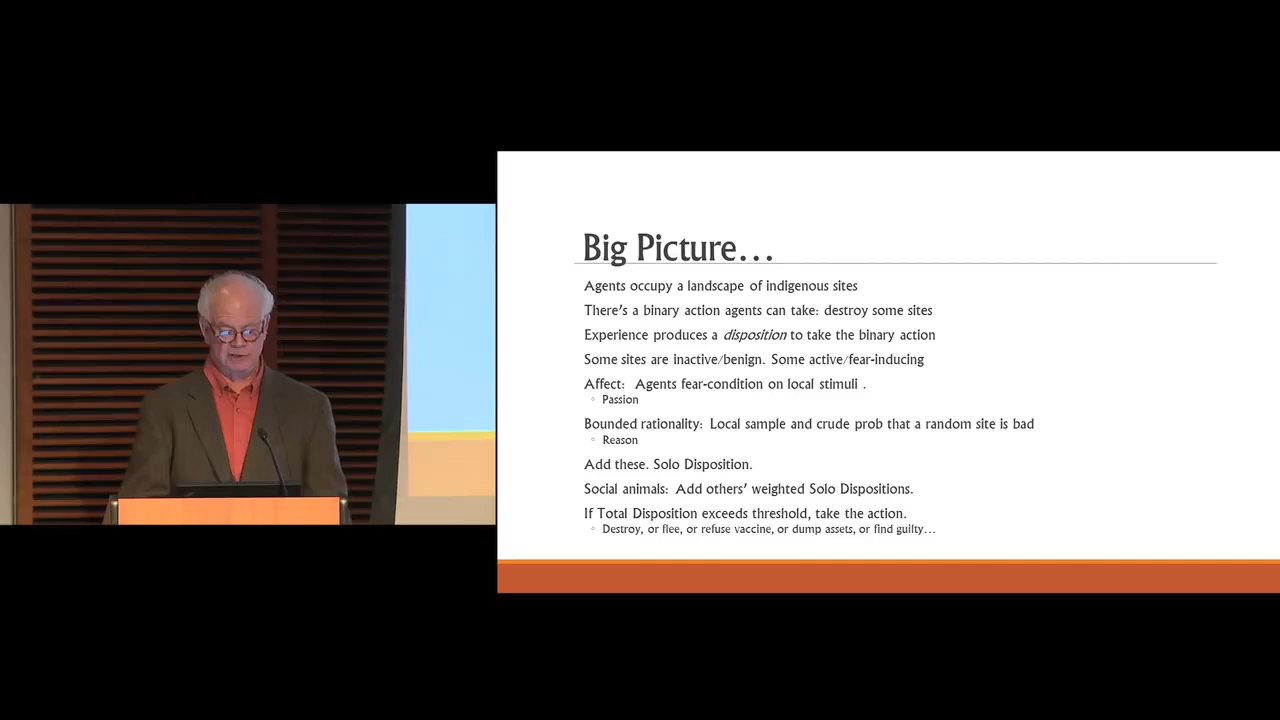 Big Picture…
Agents occupy a landscape of indigenous sites
There's a binary action agents can take: destroy some sites
Experience produces a disposition to take the binary action
Some sites are inactive/benign. Some active/fear-inducing
Affect: Agents fear-condition on local stimuli .
◦ Passion
Bounded rationality: Local sample and crude prob that a random site is bad
◦ Reason
Add these. Solo Disposition.
Social animals: Add others' weighted Solo Dispositions.
If Total Disposition exceeds threshold, take the action.
◦ Destroy, or flee, or refuse vaccine, or dump assets, or find guilty…